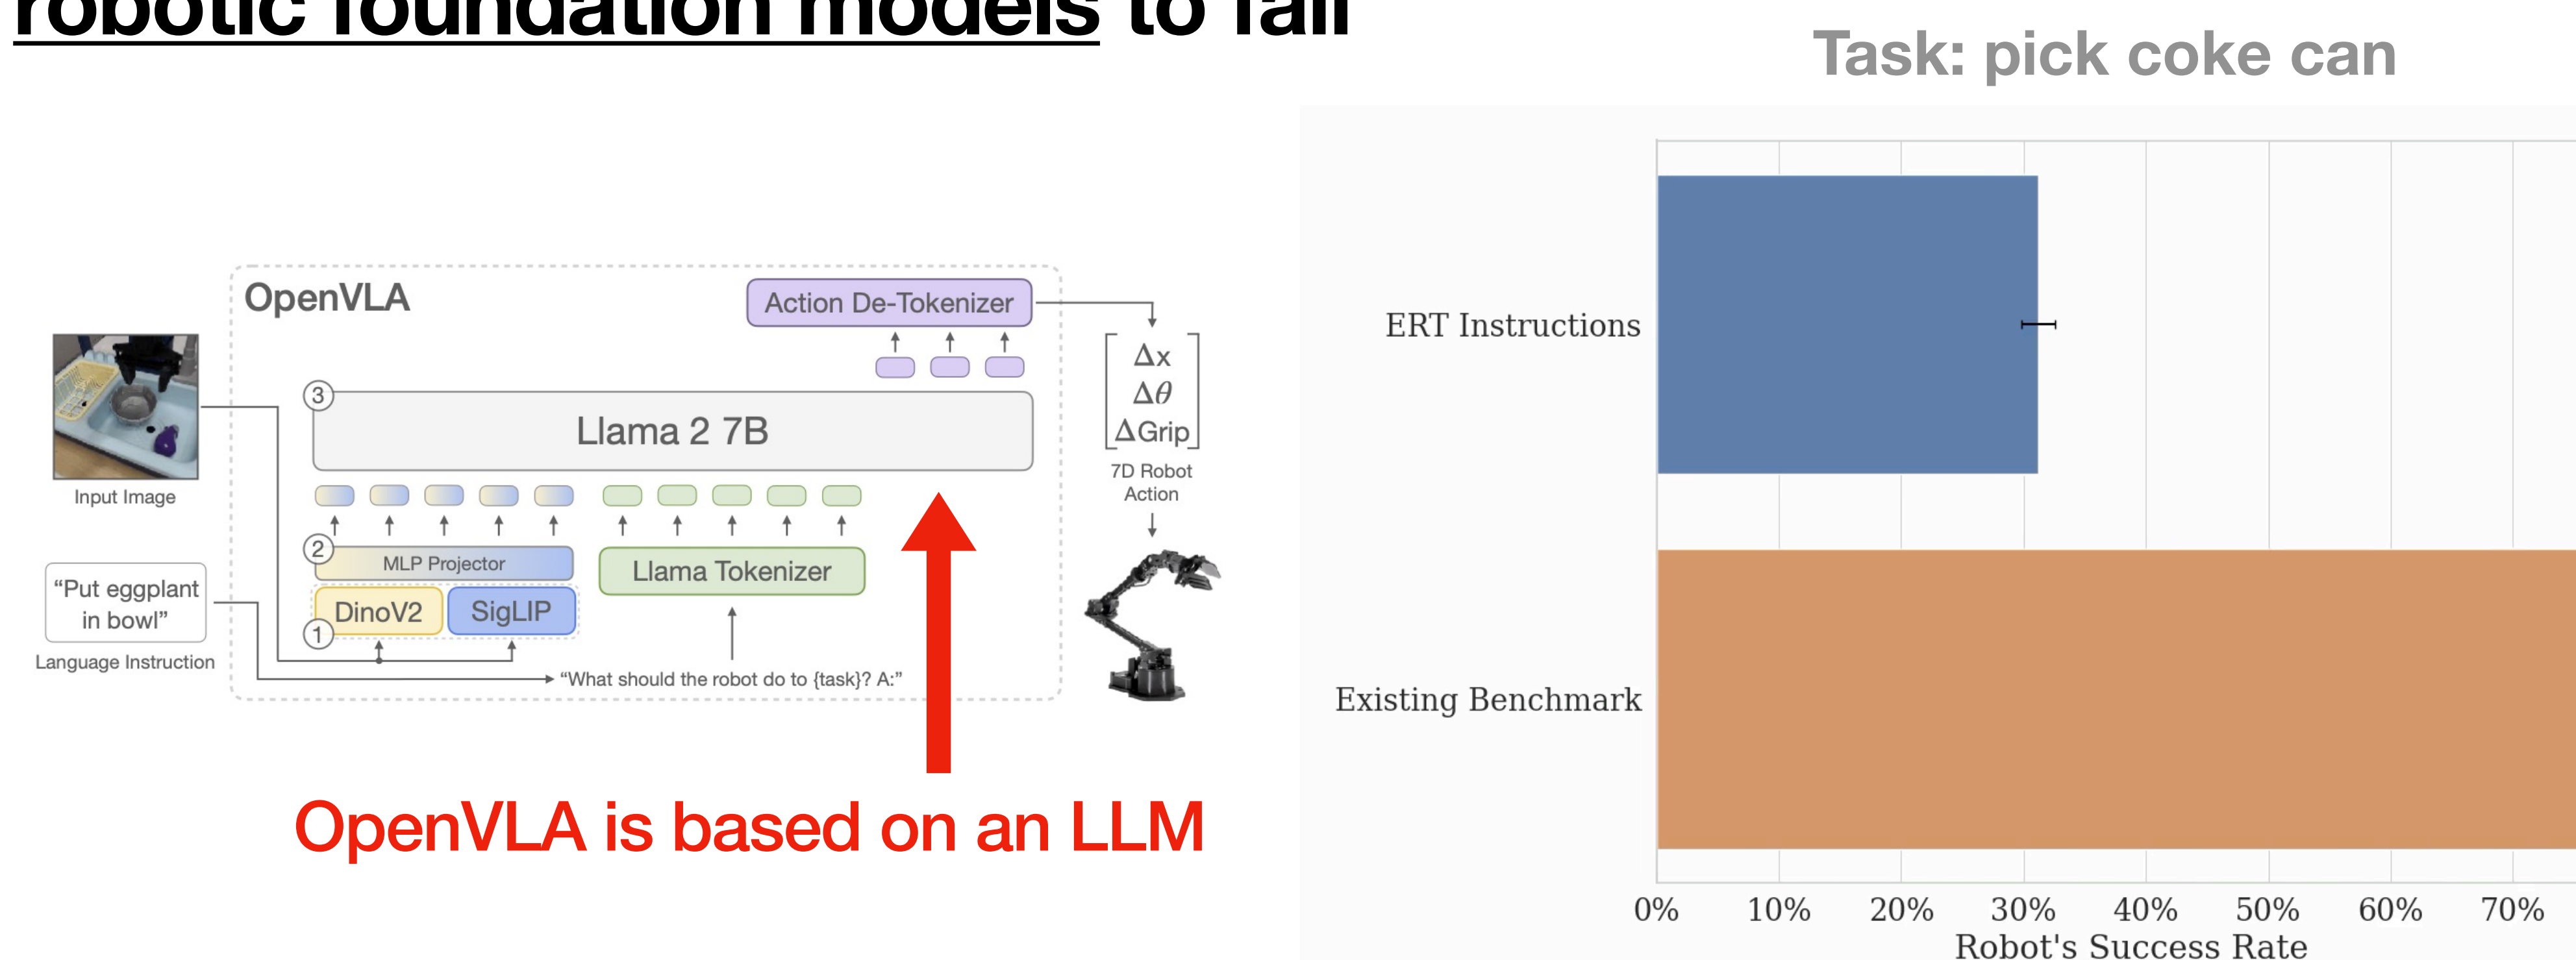 robotic foundation models to fail
Task: pick coke can
OpenVLA
Action De-Tokenizer
Δx
Δθ
ΔGrip
7D Robot
Action
3
Llama 2 7B
Input Image
2
MLP Projector
Llama Tokenizer
DinoV2
SigLIP
1
“Put eggplant
in bowl”
Language Instruction
“What should the robot do to {task}? A:”
OpenVLA is based on an LLM
ERT Instructions
Existing Benchmark
0% 10% 20% 30% 40% 50% 60% 70%
Robot's Success Rate